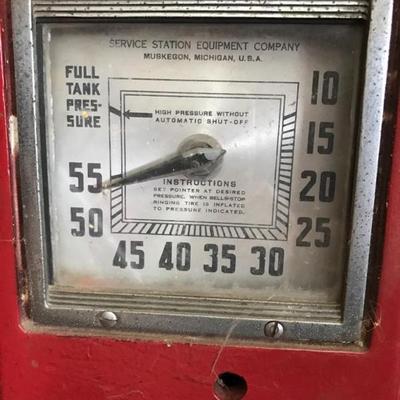 SERVICE STATION EQUIPMENT COMPANY
MUSKEGON, MICHIGAN, U.S.A.
FULL
TANK
PRES-
SURE
HIGH PRESSURE WITHOUT
AUTOMATIC SHUT-OFF
10
15
20
25
30
35
40
45
50
55
INSTRUCTIONS
SET POINTER AT DESIRED
PRESSURE. WHEN BELL STOP
RINGING TIRE IS INFLATED
TO PRESSURE INDICATED.